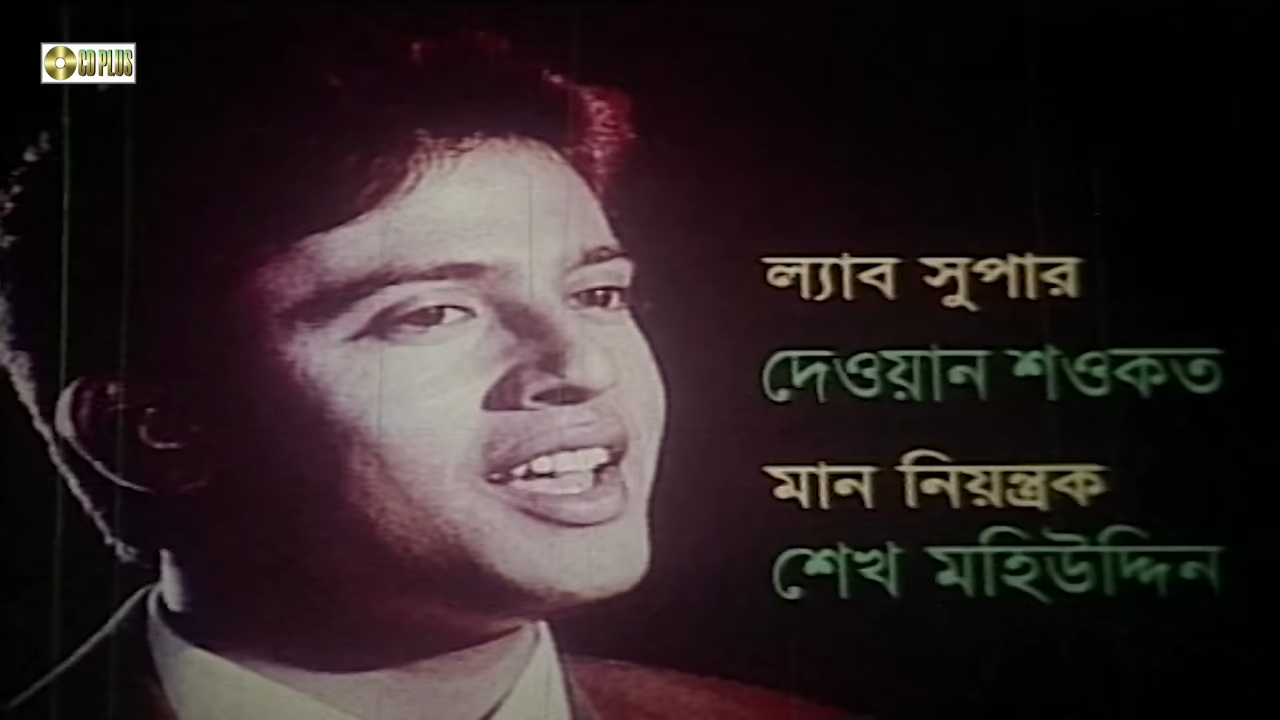 CD PLUS
ল্যাব সুপার
দেওয়ান শওকত
মান নিয়ন্ত্রক
শেখ মহিউদ্দিন